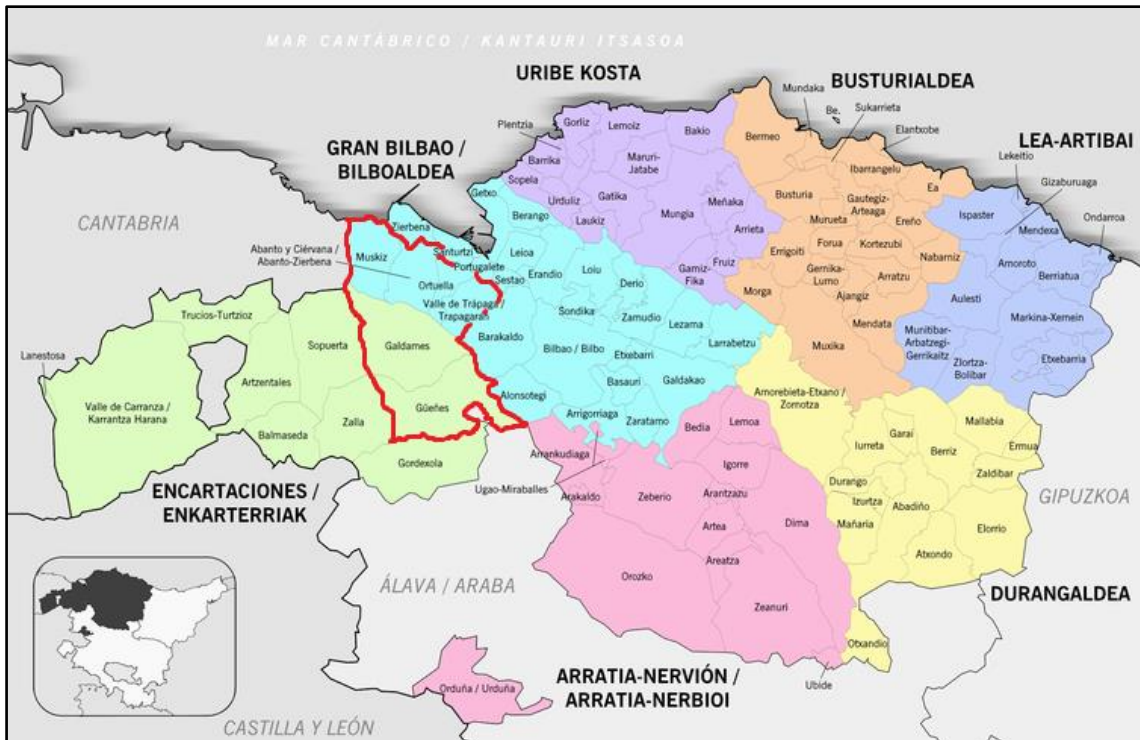 MAR CANTÁBRICO / KANTAURI ITSASOA
URIBE KOSTA
BUSTURIALDEA
GRAN BILBAO /
BILBOALDEA
LEA-ARTIBAI
CANTABRIA
Plentzia
Gorliz
Lemoiz
Bakio
Barrika
Maruri-
Jatabe
Sopela
Urduliz
Gatika
Laukiz
Mungia
Meñaka
Arrieta
Fruiz
Gamiz-
Fika
Mundaka
Be.
Sukarrieta
Elantxobe
Bermeo
Ibarrangelu
Ea
Busturia
Gautegiz-
Arteaga
Murueta
Ereño
Errigoiti
Forua
Kortezubi
Nabarniz
Gernika-
Lumo
Arratzu
Morga
Ajangiz
Mendata
Muxika
Lekeitio
Gizaburuaga
Ondarroa
Ispaster
Mendexa
Amoroto
Berriatua
Aulesti
Markina-Xemein
Munitibar-
Arbatzegi-
Gerrikaitz
Ziortza-
Bolibar
Etxebarria
Getxo
Berango
Zierbena
Abanto y Ciérvana /
Abanto-Zierbena
Muskiz
Santurtzi
Portugalete
Leioa
Sestao
Erandio
Loiu
Derio
Ortuella
Valle de Trápaga /
Trapagaran
Sondika
Zamudio
Lezama
Larrabetzu
Barakaldo
Bilbao / Bilbo
Etxebarri
Basauri
Galdakao
Alonsotegi
Arrigorriaga
Zaratamo
Trucios-Turtzioz
Lanestosa
Sopuerta
Galdames
Artzentales
Valle de Carranza /
Karrantza Harana
Zalla
Güeñes
Balmaseda
Gordexola
ENCARTACIONES /
ENKARTERRIAK
Amorebieta-Etxano /
Zornotza
Mallabia
Garai
Iurreta
Berriz
Ermua
Zaldibar
Durango
Izurtza
Abadiño
Mañaria
Elorrio
Atxondo
Otxandio
GIPUZKOA
DURANGALDEA
Bedia
Lemoa
Arrankudiaga
Igorre
Ugao-Miraballes
Arakaldo
Zeberio
Arantzazu
Dima
Artea
Areatza
Orozko
Zeanuri
Ubide
ÁLAVA / ARABA
Orduña / Urduña
ARRATIA-NERVIÓN /
ARRATIA-NERBIOI
CASTILLA Y LEÓN